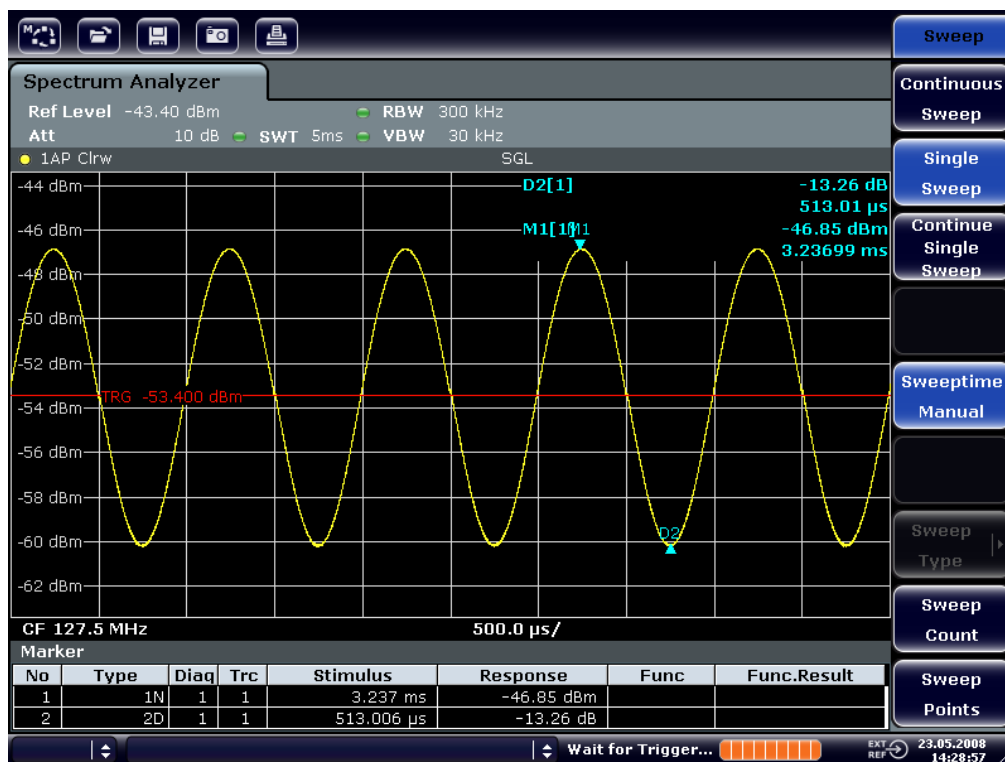 Sweep
Spectrum Analyzer
Ref Level -43.40 dBm RBW 300 kHz
Att 10 dB SWT 5ms VBW 30 kHz
1AP Clrw SGL
-44 dBm
D2[1] -13.26 dB
513.01 µs
-46 dBm
M1[1] M1 -46.85 dBm
3.23699 ms
-48 dBm
-50 dBm
-52 dBm
TRG -53.400 dBm
-54 dBm
-56 dBm
-58 dBm
D2
-60 dBm
-62 dBm
CF 127.5 MHz 500.0 µs/
Marker
No Type Diaq Trc Stimulus Response Func Func.Result
1 1N 1 1 3.237 ms -46.85 dBm
2 2D 1 1 513.006 µs -13.26 dB
Wait for Trigger...
EXT
REF
23.05.2008
14:28:57
Continuous
Sweep
Single
Sweep
Continue
Single
Sweep
Sweeptime
Manual
Sweep
Type
Sweep
Count
Sweep
Points
M